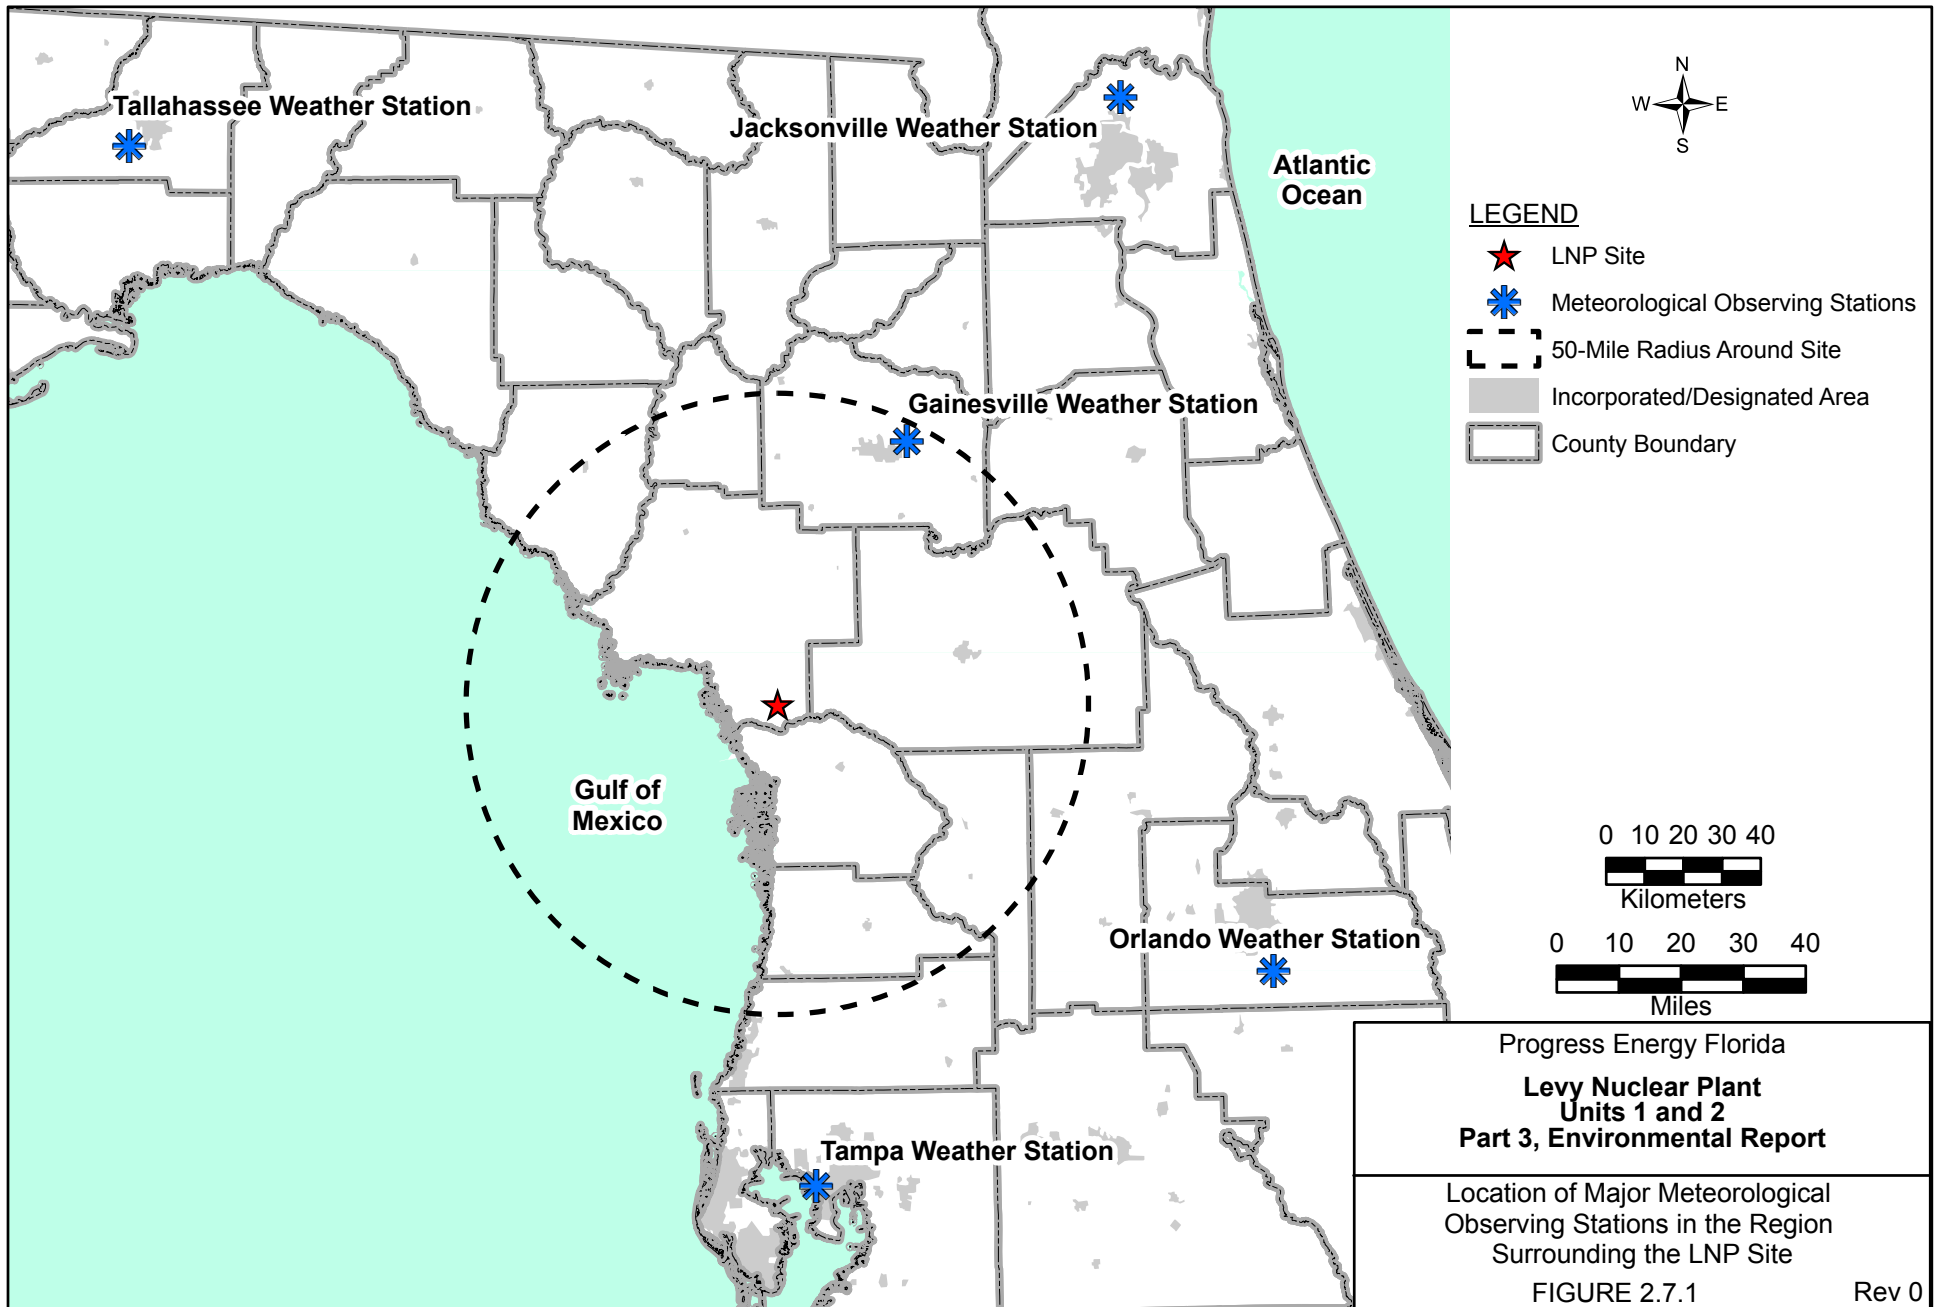 Tallahassee Weather Station
Jacksonville Weather Station
Atlantic
Ocean
Gainesville Weather Station
Gulf of
Mexico
Orlando Weather Station
Tampa Weather Station
N
W
E
S
LEGEND
LNP Site
Meteorological Observing Stations
50-Mile Radius Around Site
Incorporated/Designated Area
County Boundary
0 10 20 30 40
Kilometers
0 10 20 30 40
Miles
Progress Energy Florida
Levy Nuclear Plant
Units 1 and 2
Part 3, Environmental Report
Location of Major Meteorological
Observing Stations in the Region
Surrounding the LNP Site
FIGURE 2.7.1 Rev 0